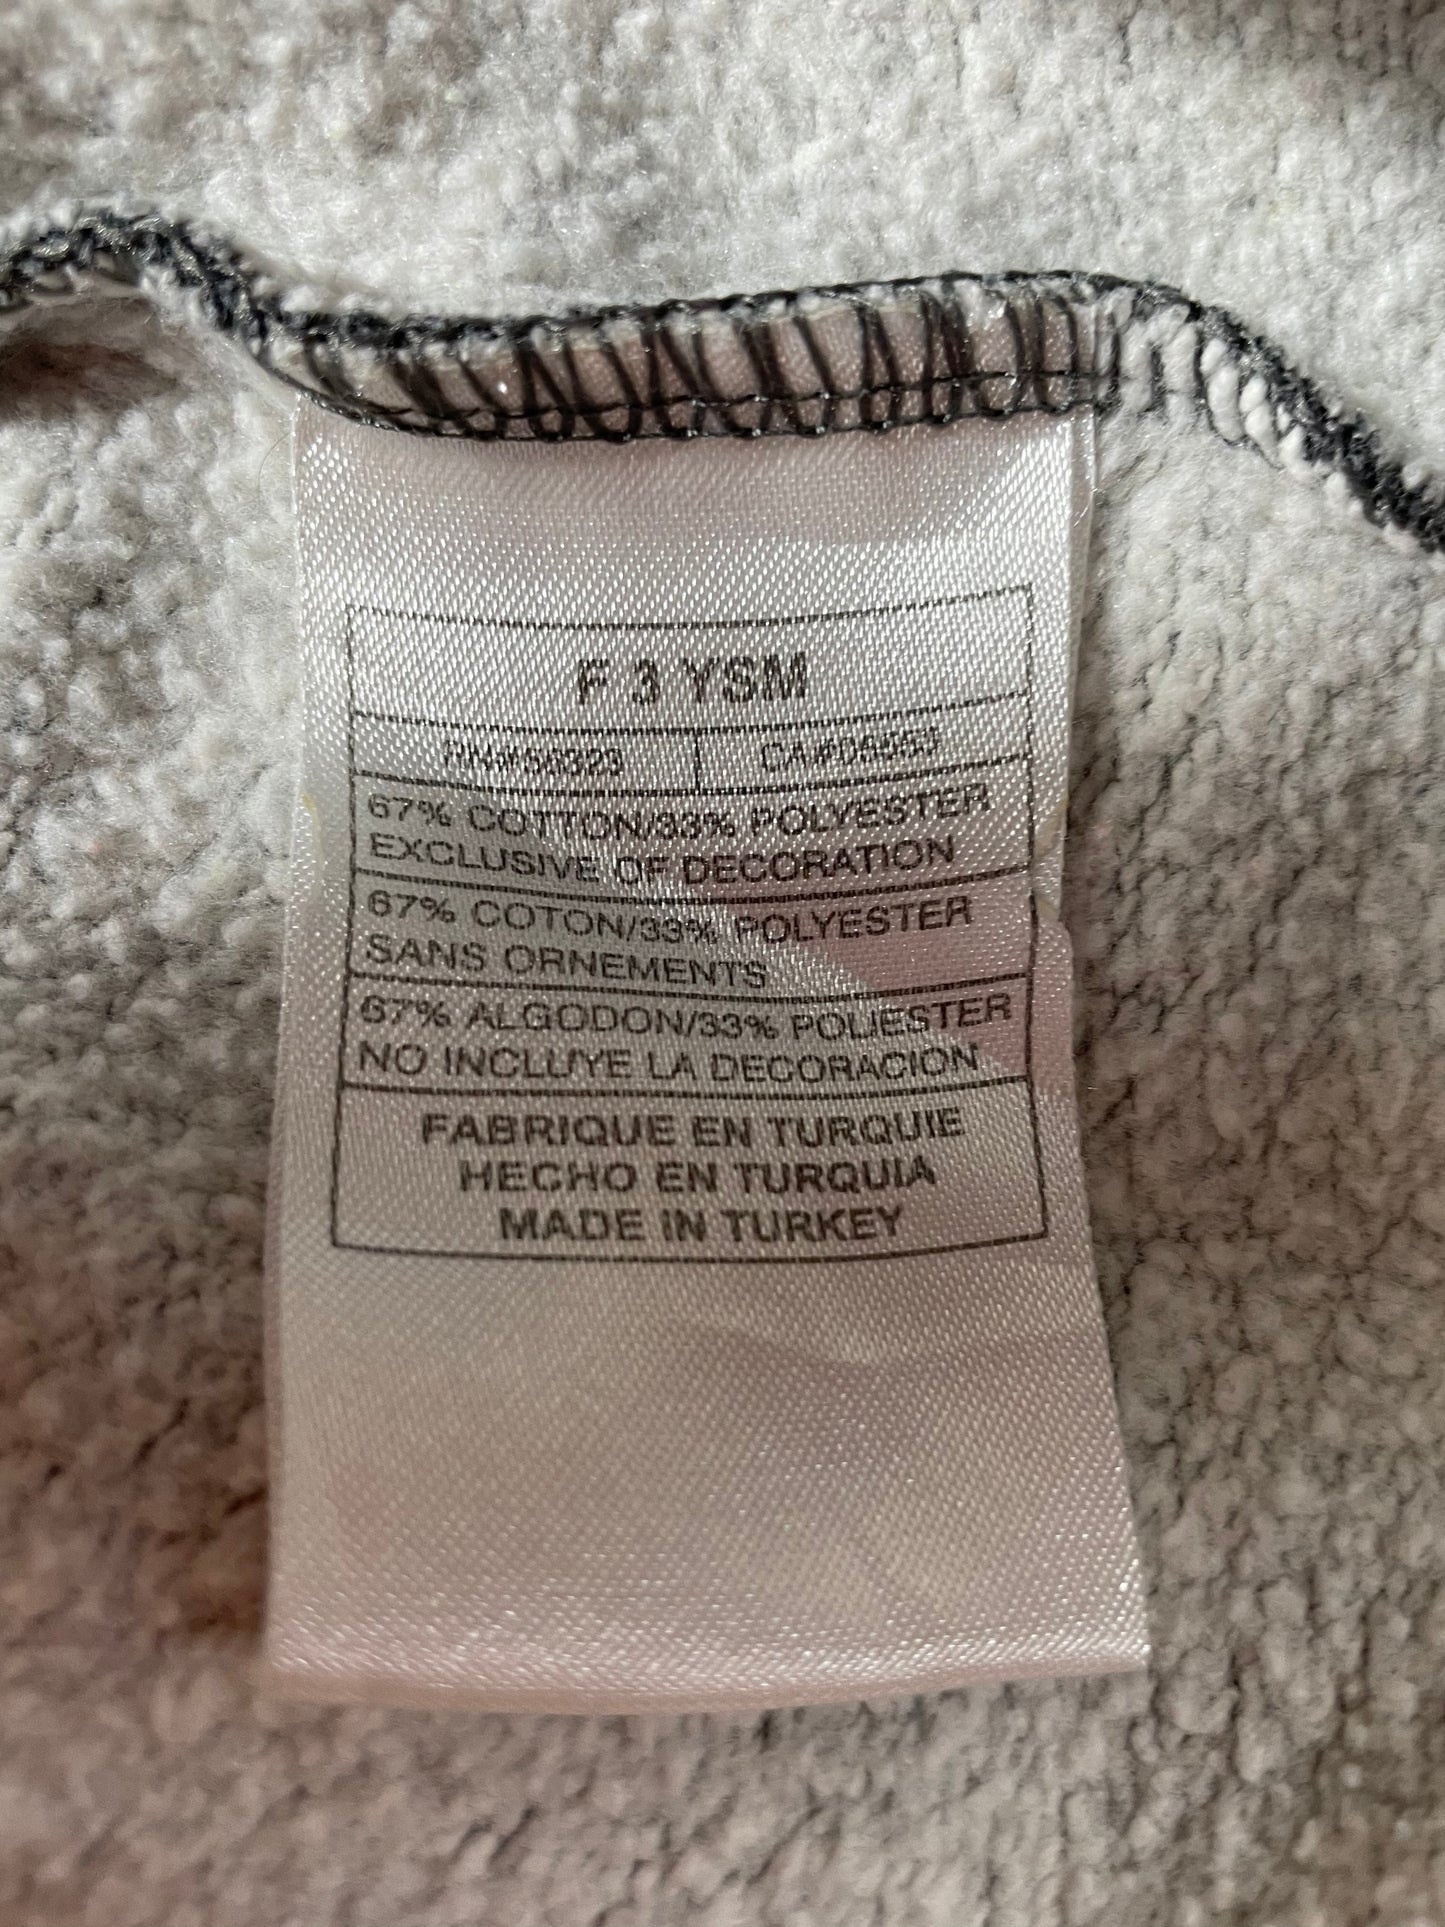 F 3 YSM
RN#56323 CA#05553
67% COTTON/33% POLYESTER
EXCLUSIVE OF DECORATION
67% COTON/33% POLYESTER
SANS ORNEMENTS
67% ALGODON/33% POLIESTER
NO INCLUYE LA DECORACION
FABRIQUE EN TURQUIE
HECHO EN TURQUIA
MADE IN TURKEY